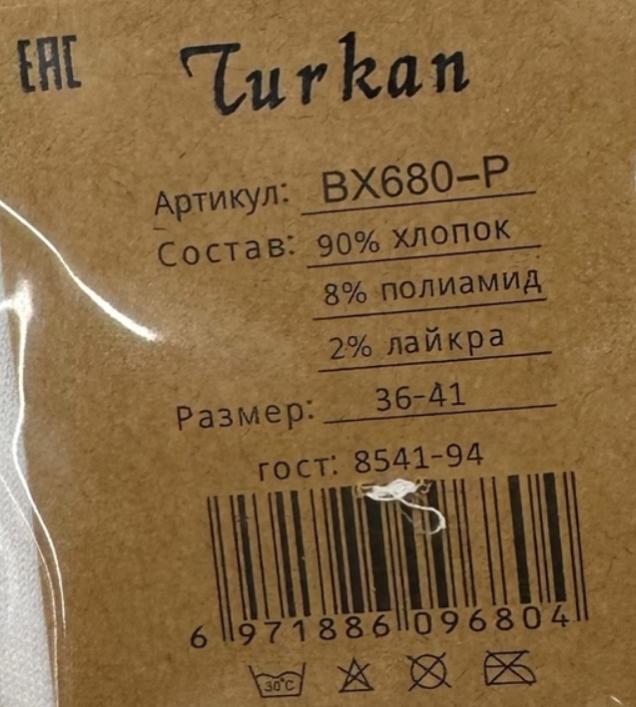 EAC
Turkan
Артикул: BX680-P
Состав: 90% хлопок
8% полиамид
2% лайкра
Размер: 36-41
гост: 8541-94
6 971886 096804
30°C